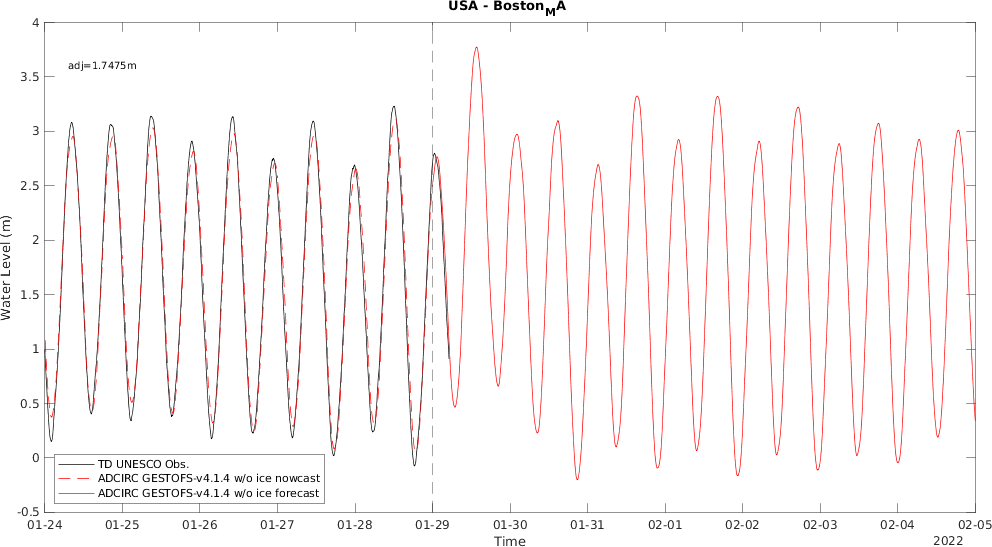 USA - Boston_MA
adj=1.7475m
Water Level (m)
4
3.5
3
2.5
2
1.5
1
0.5
0
-0.5
TD UNESCO Obs.
ADCIRC GESTOFS-v4.1.4 w/o ice nowcast
ADCIRC GESTOFS-v4.1.4 w/o ice forecast
01-24 01-25 01-26 01-27 01-28 01-29 01-30 01-31 02-01 02-02 02-03 02-04 02-05
Time
2022